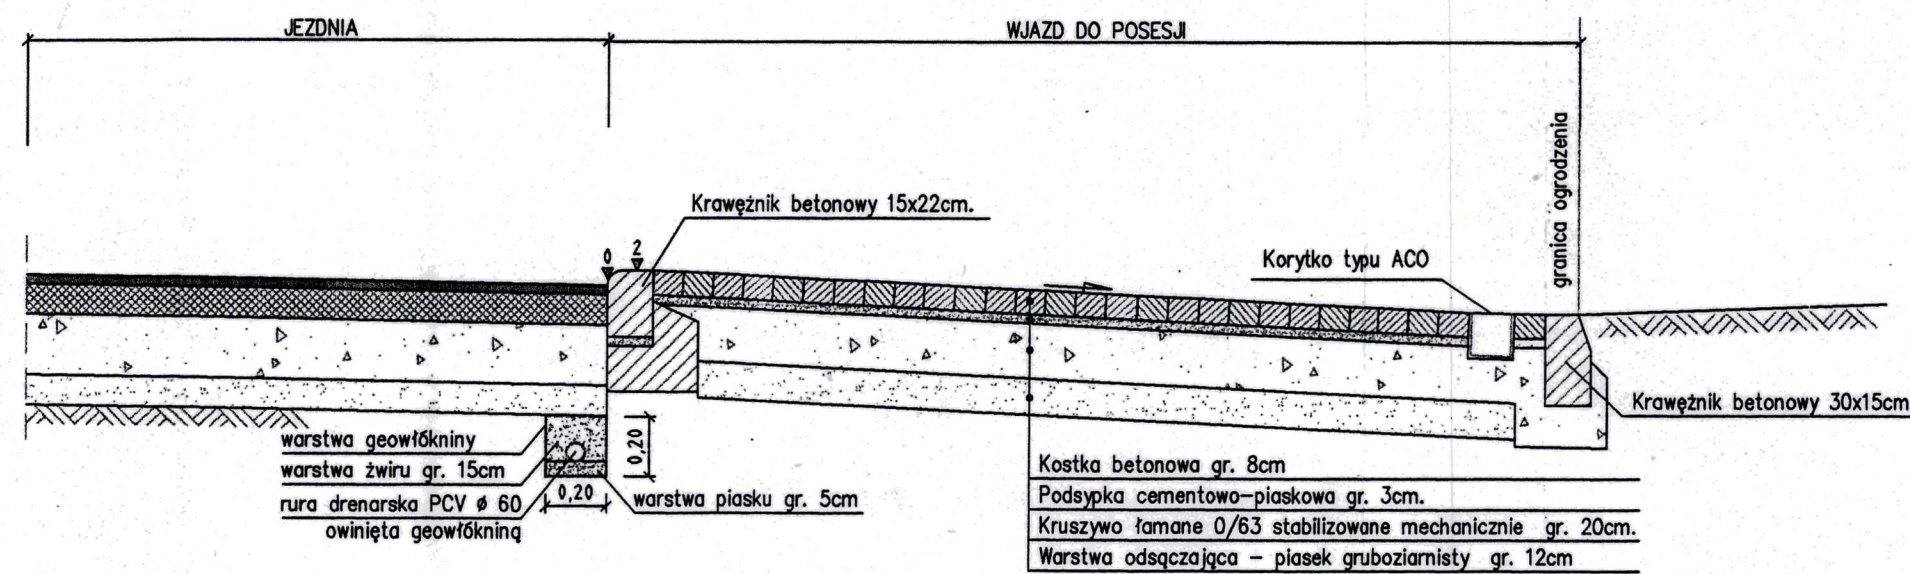 JEZDNIA
WJAZD DO POSESJI
granica ogrodzenia
Krawężnik betonowy 15x22cm.
0
2
Korytko typu ACO
Krawężnik betonowy 30x15cm
warstwa geowłókniny
warstwa żwiru gr. 15cm
rura drenarska PCV ø 60
owinięta geowłókniną
0,20
0,20
warstwa piasku gr. 5cm
Kostka betonowa gr. 8cm
Podsypka cementowo-piaskowa gr. 3cm.
Kruszywo łamane 0/63 stabilizowane mechanicznie gr. 20cm.
Warstwa odsączająca – piasek gruboziarnisty gr. 12cm